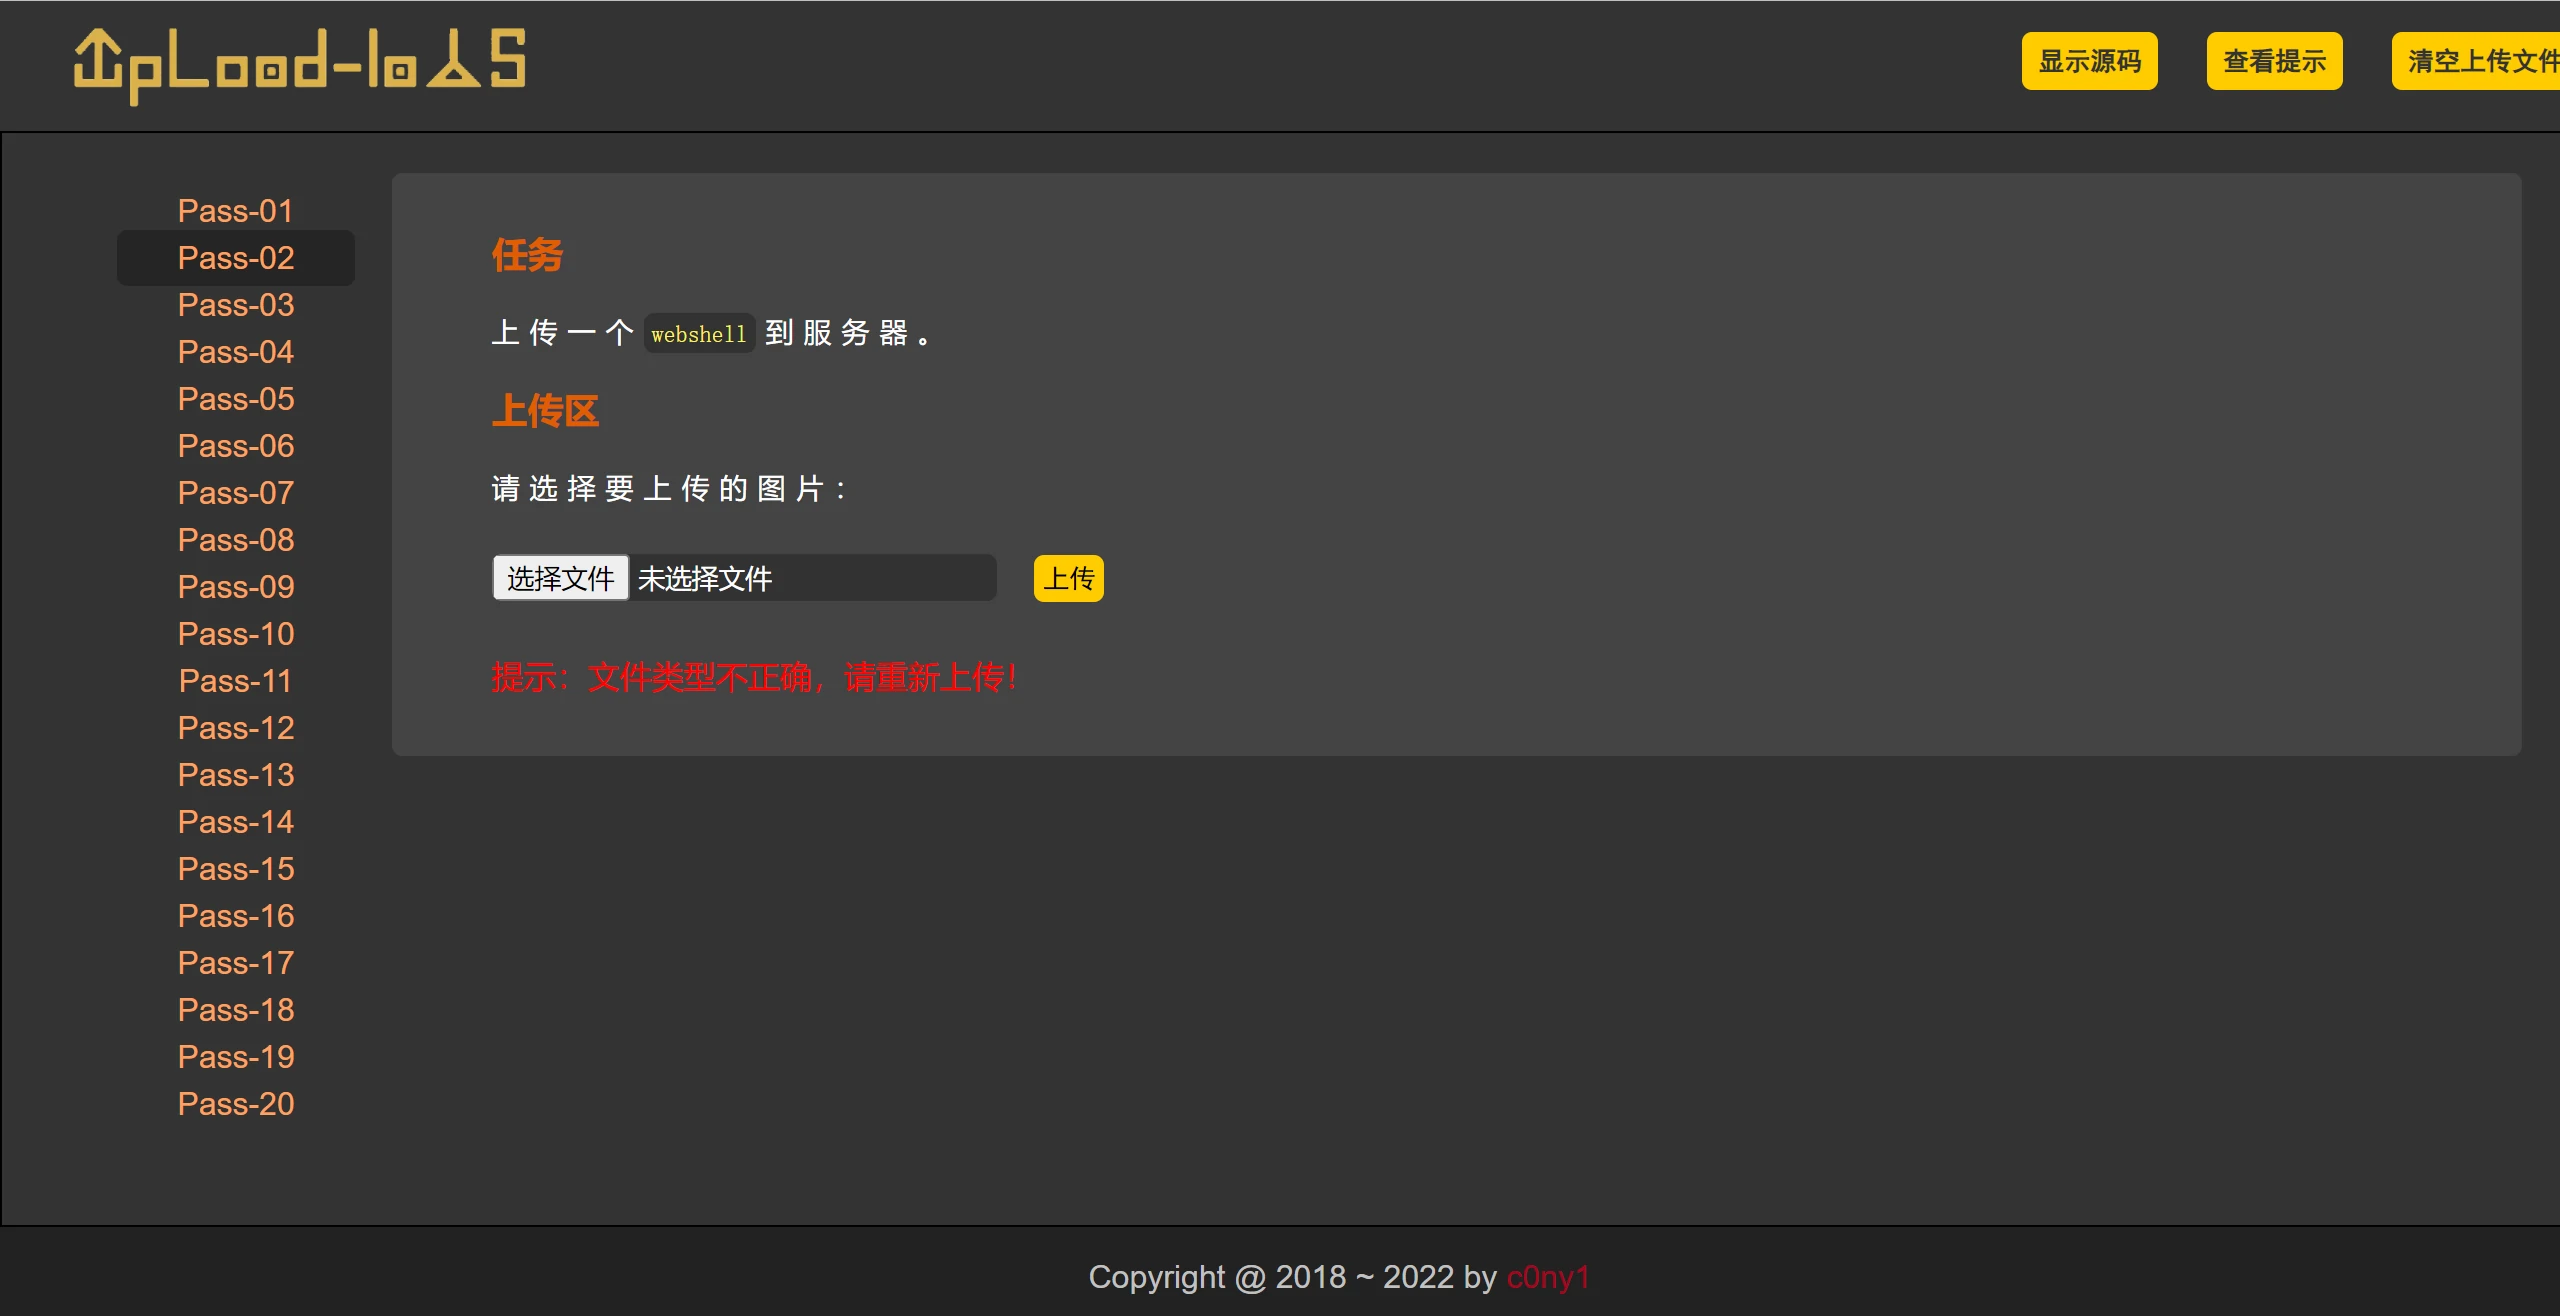 UpLoad-labs
显示源码 查看提示 清空上传文件
Pass-01
Pass-02
Pass-03
Pass-04
Pass-05
Pass-06
Pass-07
Pass-08
Pass-09
Pass-10
Pass-11
Pass-12
Pass-13
Pass-14
Pass-15
Pass-16
Pass-17
Pass-18
Pass-19
Pass-20
任务
上传一个 webshell 到服务器。
上传区
请选择要上传的图片：
选择文件 未选择文件 上传
提示：文件类型不正确，请重新上传！
Copyright @ 2018 ~ 2022 by c0ny1